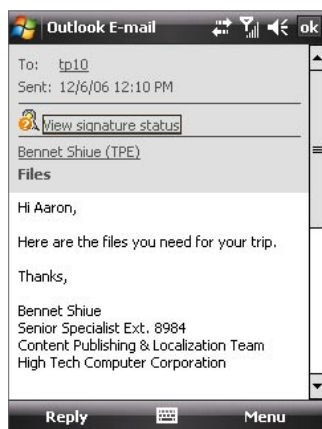 Outlook E-mail
ok
To: tp10
Sent: 12/6/06 12:10 PM
View signature status
Bennet Shiue (TPE)
Files
Hi Aaron,
Here are the files you need for your trip.
Thanks,
Bennet Shiue
Senior Specialist Ext. 8984
Content Publishing & Localization Team
High Tech Computer Corporation
Reply
Menu